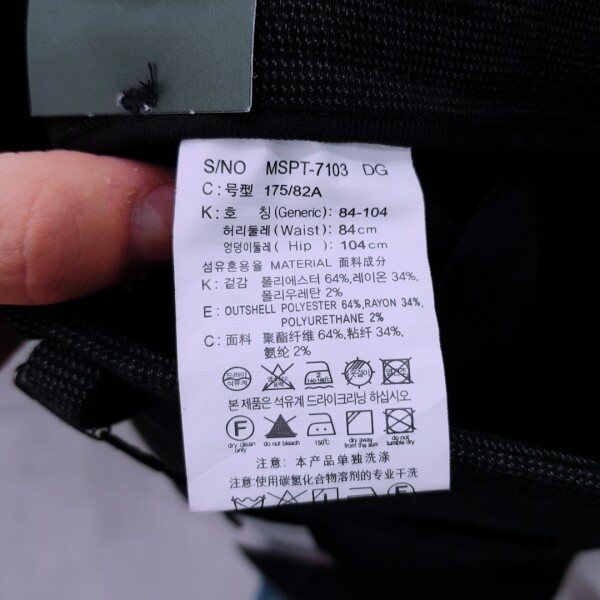 S/NO MSPT-7103 DG
C: 号型 175/82A
K: 호 칭 (Generic): 84-104
허리둘레 (Waist): 84cm
엉덩이둘레 ( Hip ): 104cm
섬유혼용율 MATERIAL 面料成分
K: 겉감 폴리에스터 64%, 레이온 34%,
폴리우레탄 2%
E: OUTSHELL POLYESTER 64%, RAYON 34%,
POLYURETHANE 2%
C: 面料 聚酯纤维 64%, 粘纤 34%,
氨纶 2%
드라이 석유계
본 제품은 석유계 드라이크리닝 하십시오
F
dry clean only do not bleach 150℃ dry away from the sun do not tumble dry
注意: 本产品单独洗涤
注意: 使用碳氢化合物溶剂的专业干洗